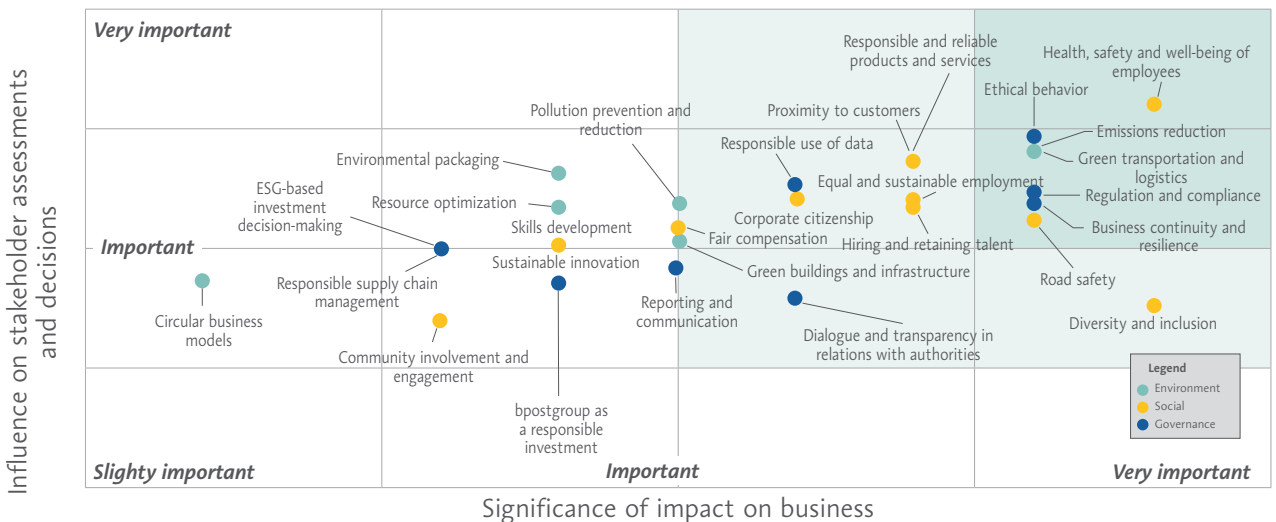 Influence on stakeholder assessments
and decisions
Very important
Responsible and reliable
products and services
Health, safety and well-being of
employees
Ethical behavior
Pollution prevention and
reduction
Proximity to customers
Emissions reduction
Responsible use of data
Environmental packaging
Green transportation and
logistics
ESG-based
investment
decision-making
Equal and sustainable employment
Regulation and compliance
Resource optimization
Skills development
Corporate citizenship
Fair compensation
Business continuity and
resilience
Important
Hiring and retaining talent
Sustainable innovation
Green buildings and infrastructure
Responsible supply chain
management
Road safety
Reporting and
communication
Circular business
models
Diversity and inclusion
Dialogue and transparency in
relations with authorities
Community involvement and
engagement
Legend
Environment
Social
Governance
bpostgroup as
a responsible
investment
Slighty important
Important
Very important
Significance of impact on business